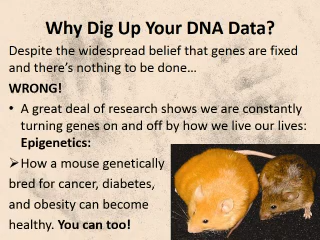 Why Dig Up Your DNA Data?
Despite the widespread belief that genes are fixed
and there's nothing to be done…
WRONG!
• A great deal of research shows we are constantly
turning genes on and off by how we live our lives:
Epigenetics:
➢How a mouse genetically
bred for cancer, diabetes,
and obesity can become
healthy. You can too!